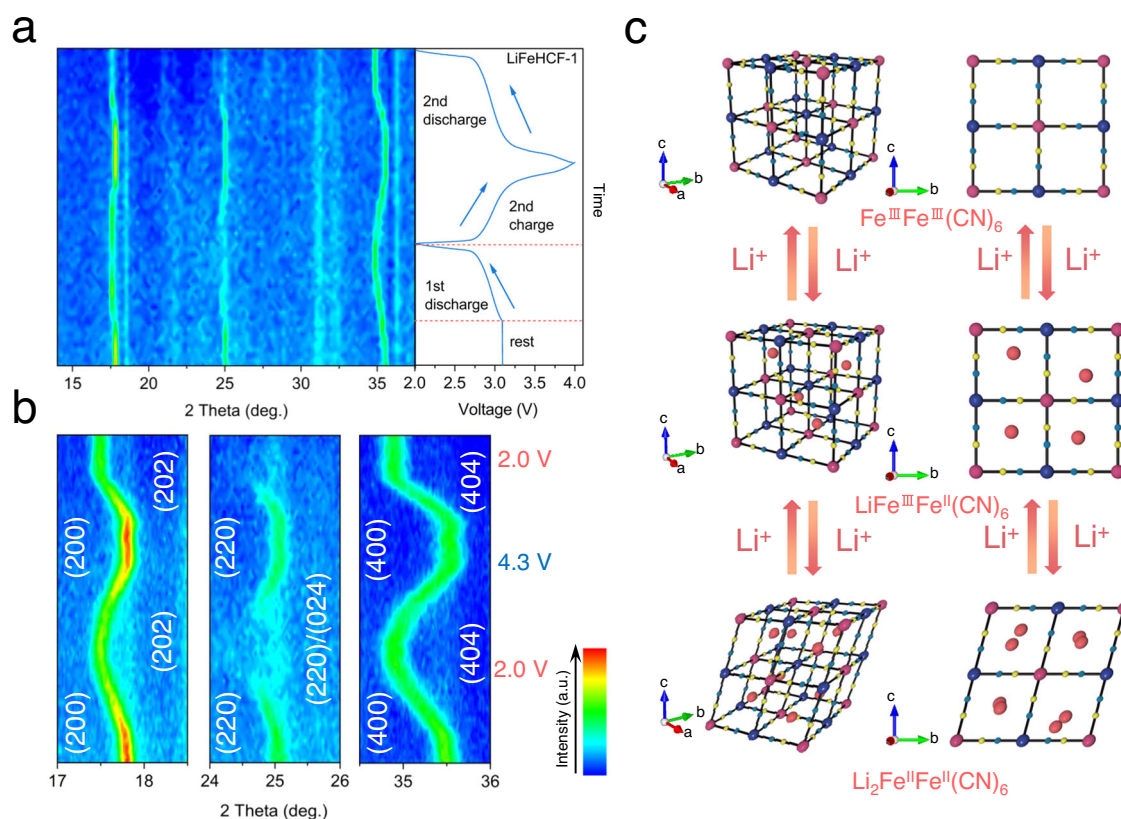 a
LiFeHCF-1
2nd
discharge
2nd
charge
1st
discharge
rest
Time
15 20 25 30 35 2.0 2.5 3.0 3.5 4.0
2 Theta (deg.) Voltage (V)
b
(200) (202) (202) (200)
(220) (220)/(024) (220)
(400) (404) (404) (400)
2.0 V
4.3 V
2.0 V
Intensity (a.u.)
17 18 24 25 26 35 36
2 Theta (deg.)
c
c b a
c b
FeᴵᴵᴵFeᴵᴵᴵ(CN)₆
Li⁺ Li⁺ Li⁺ Li⁺
c b a
c b
LiFeᴵᴵᴵFeᴵᴵ(CN)₆
Li⁺ Li⁺ Li⁺ Li⁺
c b a
c b
Li₂FeᴵᴵFeᴵᴵ(CN)₆